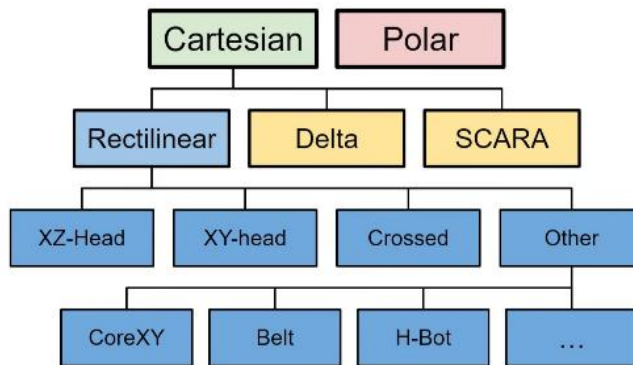 Cartesian
Polar
Rectilinear
Delta
SCARA
XZ-Head
XY-head
Crossed
Other
CoreXY
Belt
H-Bot
...